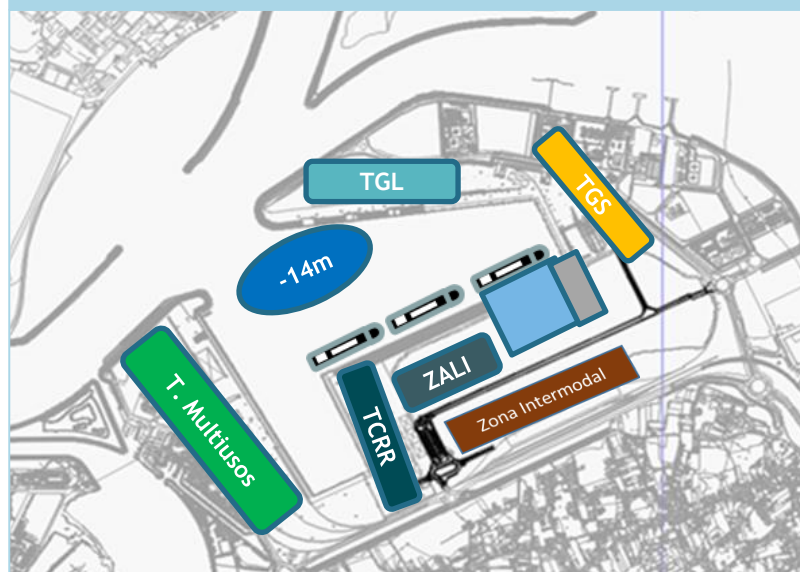 TGL
TGS
-14m
ZALI
Zona Intermodal
T. Multiusos
TCRR